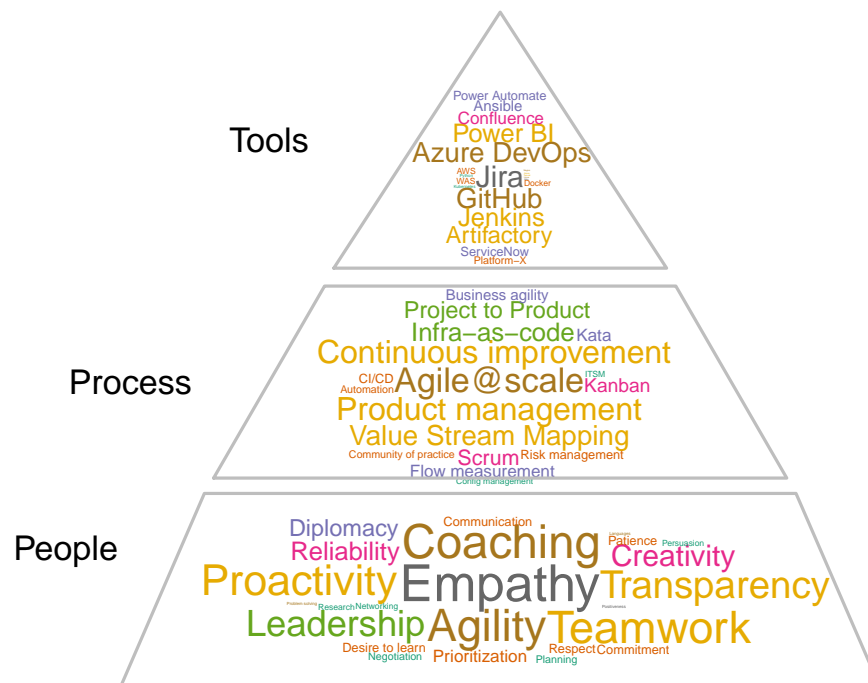 Power Automate
Ansible
Confluence
Power BI
Tools
Azure DevOps
AWS
WAS
Jira
Docker
GitHub
Jenkins
Artifactory
ServiceNow
Platform−X
Business agility
Project to Product
Infra−as−code
Kata
Continuous improvement
Process
CI/CD
Automation
Agile@scale
ITSM
Kanban
Product management
Value Stream Mapping
Community of practice
Scrum
Risk management
Flow measurement
Config management
People
Communication
Diplomacy
Coaching
Patience
Persuasion
Reliability
Creativity
Proactivity
Empathy
Transparency
Problem−solving
Research
Networking
Positiveness
Leadership
Agility
Teamwork
Desire to learn
Negotiation
Prioritization
Respect
Commitment
Planning